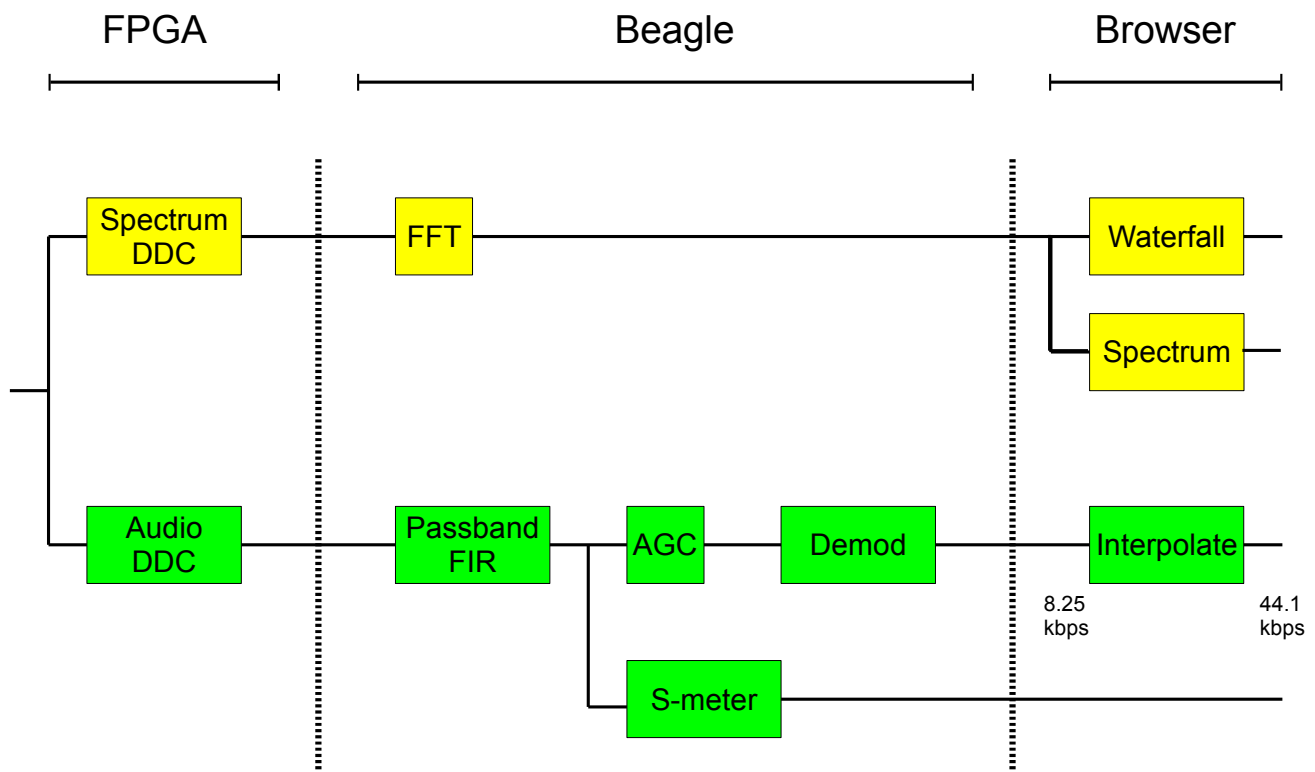 FPGA
Beagle
Browser
Spectrum
DDC
FFT
Waterfall
Spectrum
Audio
DDC
Passband
FIR
AGC
Demod
Interpolate
8.25
kbps
44.1
kbps
S-meter